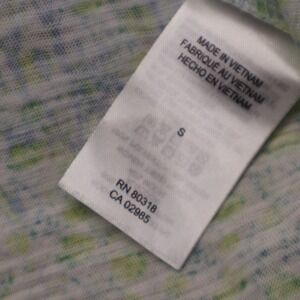 MADE IN VIETNAM
FABRIQUÉ AU VIETNAM
HECHO EN VIETNAM
S
RN 80318
CA 02985